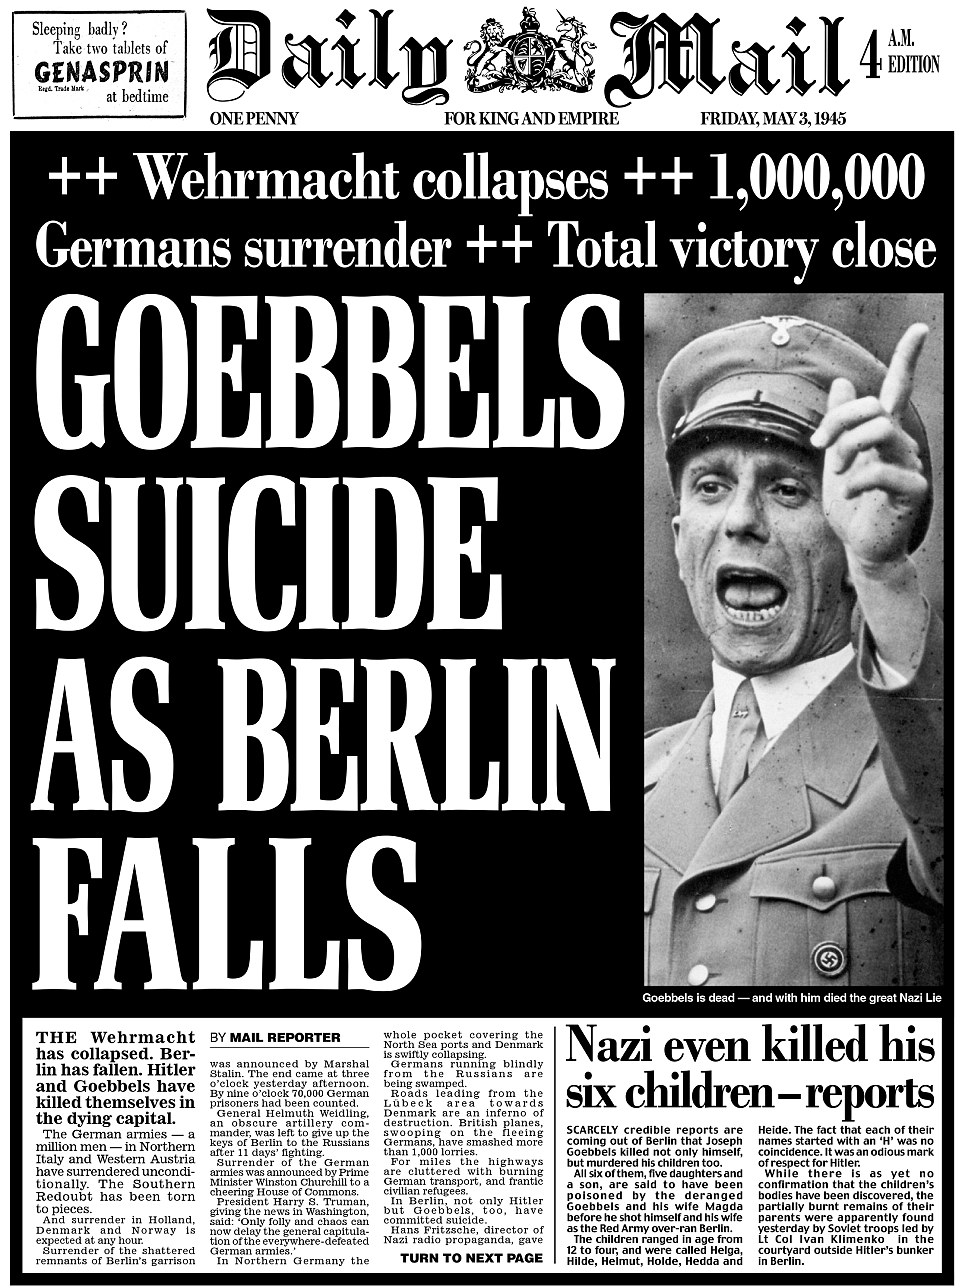 Sleeping badly?
Take two tablets of
GENASPRIN
Regd. Trade Mark
at bedtime
Daily Mail
4 A.M.
EDITION
ONE PENNY
FOR KING AND EMPIRE
FRIDAY, MAY 3, 1945
++ Wehrmacht collapses ++ 1,000,000
Germans surrender ++ Total victory close
GOEBBELS
SUICIDE
AS BERLIN
FALLS
Goebbels is dead — and with him died the great Nazi Lie
THE Wehrmacht
has collapsed. Ber-
lin has fallen. Hitler
and Goebbels have
killed themselves in
the dying capital.
The German armies — a
million men — in Northern
Italy and Western Austria
have surrendered uncondi-
tionally. The Southern
Redoubt has been torn
to pieces.
And surrender in Holland,
Denmark and Norway is
expected at any hour.
Surrender of the shattered
remnants of Berlin's garrison
BY MAIL REPORTER
was announced by Marshal
Stalin. The end came at three
o'clock yesterday afternoon.
By nine o'clock 70,000 German
prisoners had been counted.
General Helmuth Weidling,
an obscure artillery com-
mander, was left to give up the
keys of Berlin to the Russians
after 11 days' fighting.
Surrender of the German
armies was announced by Prime
Minister Winston Churchill to a
cheering House of Commons.
President Harry S. Truman,
giving the news in Washington,
said: 'Only folly and chaos can
now delay the general capitula-
tion of the everywhere-defeated
German armies.'
In Northern Germany the
whole pocket covering the
North Sea ports and Denmark
is swiftly collapsing.
Germans running blindly
from the Russians are
being swamped.
Roads leading from the
Lübeck area towards
Denmark are an inferno of
destruction. British planes,
swooping on the fleeing
Germans, have smashed more
than 1,000 lorries.
For miles the highways
are cluttered with burning
German transport, and frantic
civilian refugees.
In Berlin, not only Hitler
but Goebbels, too, have
committed suicide.
Hans Fritzsche, director of
Nazi radio propaganda, gave
TURN TO NEXT PAGE
Nazi even killed his
six children – reports
SCARCELY credible reports are
coming out of Berlin that Joseph
Goebbels killed not only himself,
but murdered his children too.
All six of them, five daughters and
a son, are said to have been
poisoned by the deranged
Goebbels and his wife Magda
before he shot himself and his wife
as the Red Army over-ran Berlin.
The children ranged in age from
12 to four, and were called Helga,
Hilde, Helmut, Holde, Hedda and
Heide. The fact that each of their
names started with an 'H' was no
coincidence. It was an odious mark
of respect for Hitler.
While there is as yet no
confirmation that the children's
bodies have been discovered, the
partially burnt remains of their
parents were apparently found
yesterday by Soviet troops led by
Lt Col Ivan Klimenko in the
courtyard outside Hitler's bunker
in Berlin.